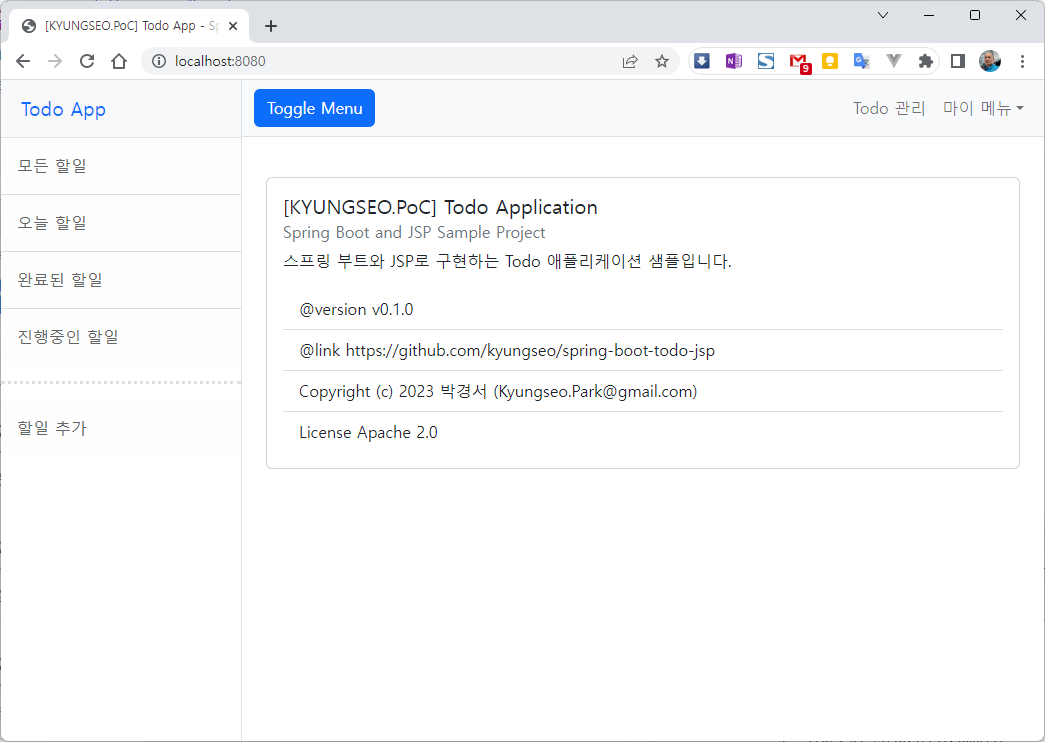 [KYUNGSEO.PoC] Todo App - Sp
localhost:8080
9
Todo App
Toggle Menu
Todo 관리
마이 메뉴
모든 할일
오늘 할일
완료된 할일
진행중인 할일
할일 추가
[KYUNGSEO.PoC] Todo Application
Spring Boot and JSP Sample Project
스프링 부트와 JSP로 구현하는 Todo 애플리케이션 샘플입니다.
@version v0.1.0
@link https://github.com/kyungseo/spring-boot-todo-jsp
Copyright (c) 2023 박경서 (Kyungseo.Park@gmail.com)
License Apache 2.0